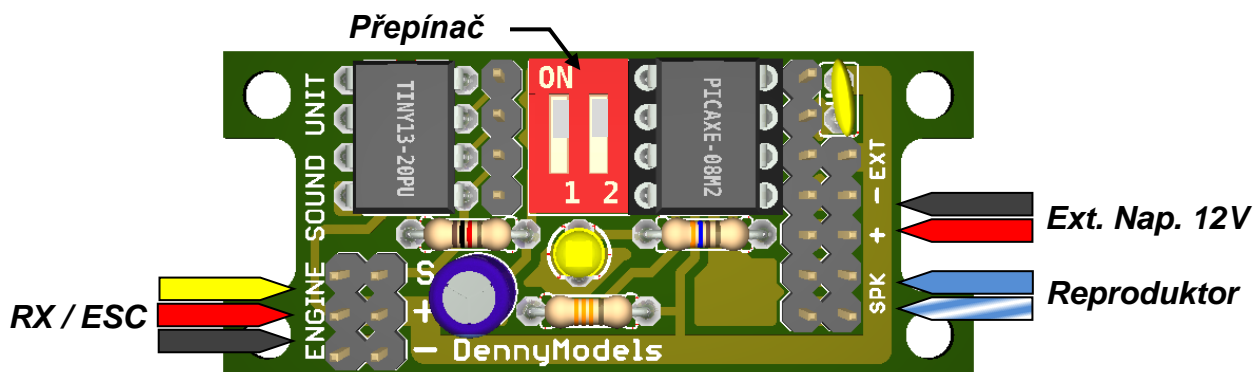 Přepínač
ON
1 2
TINY13-20PU
PICAXE-08M2
ENGINE SOUND UNIT
- EXT
+
SPK
Ext. Nap. 12V
Reproduktor
RX / ESC
S
+
- DennyModels